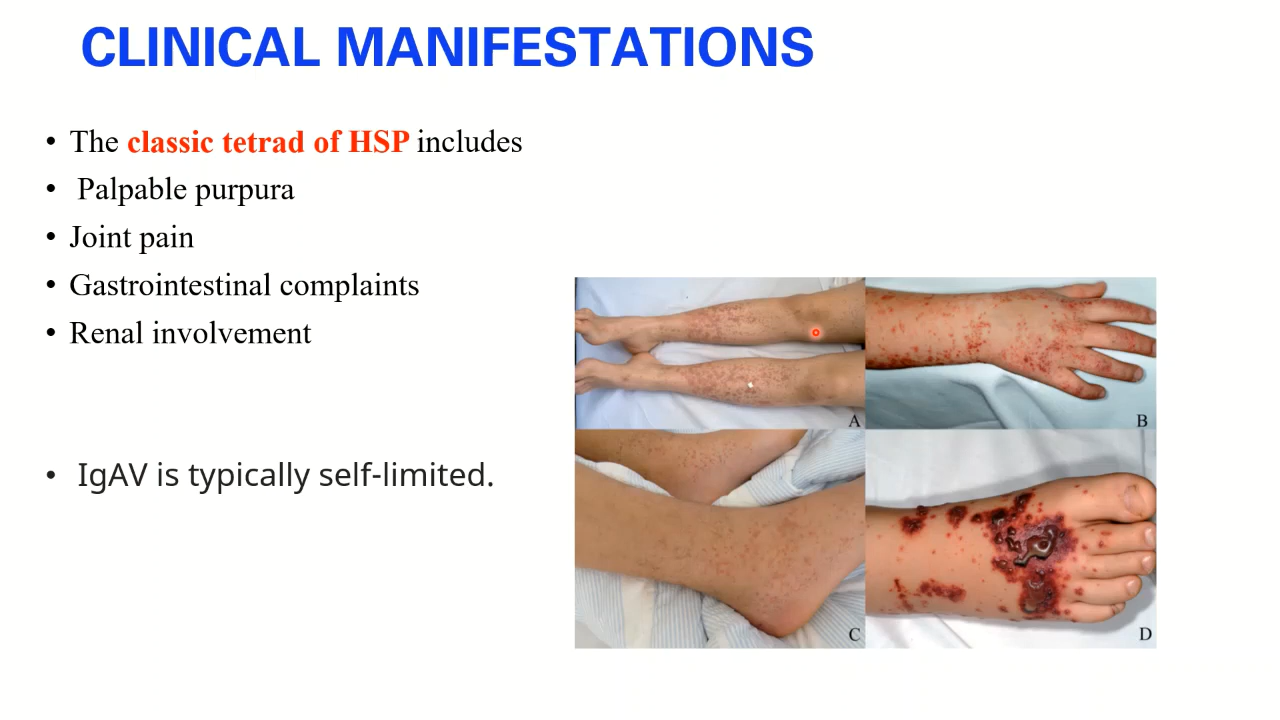 CLINICAL MANIFESTATIONS
• The classic tetrad of HSP includes
• Palpable purpura
• Joint pain
• Gastrointestinal complaints
• Renal involvement
• IgAV is typically self-limited.
A
B
C
D